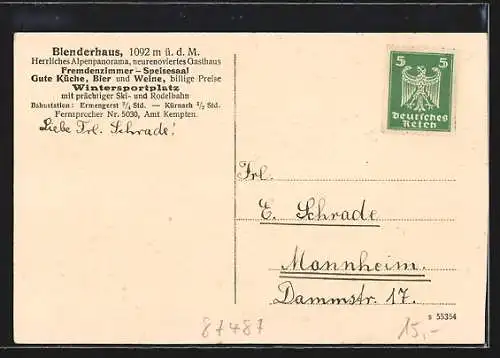 Blenderhaus, 1092 m ü. d. M.
Herrliches Alpenpanorama, neurenoviertes Gasthaus
Fremdenzimmer – Speisesaal
Gute Küche, Bier und Weine, billige Preise
Wintersportplatz
mit prächtiger Ski- und Rodelbahn
Bahnstation: Ermengerst ¾ Std. — Kürnach ½ Std.
Fernsprecher Nr. 5030, Amt Kempten.
Liebe Frl. Schrade!
5 5
Deutsches
Reich
Frl.
E. Schrade
Mannheim.
Dammstr. 17.
s 55354
87487
15,-